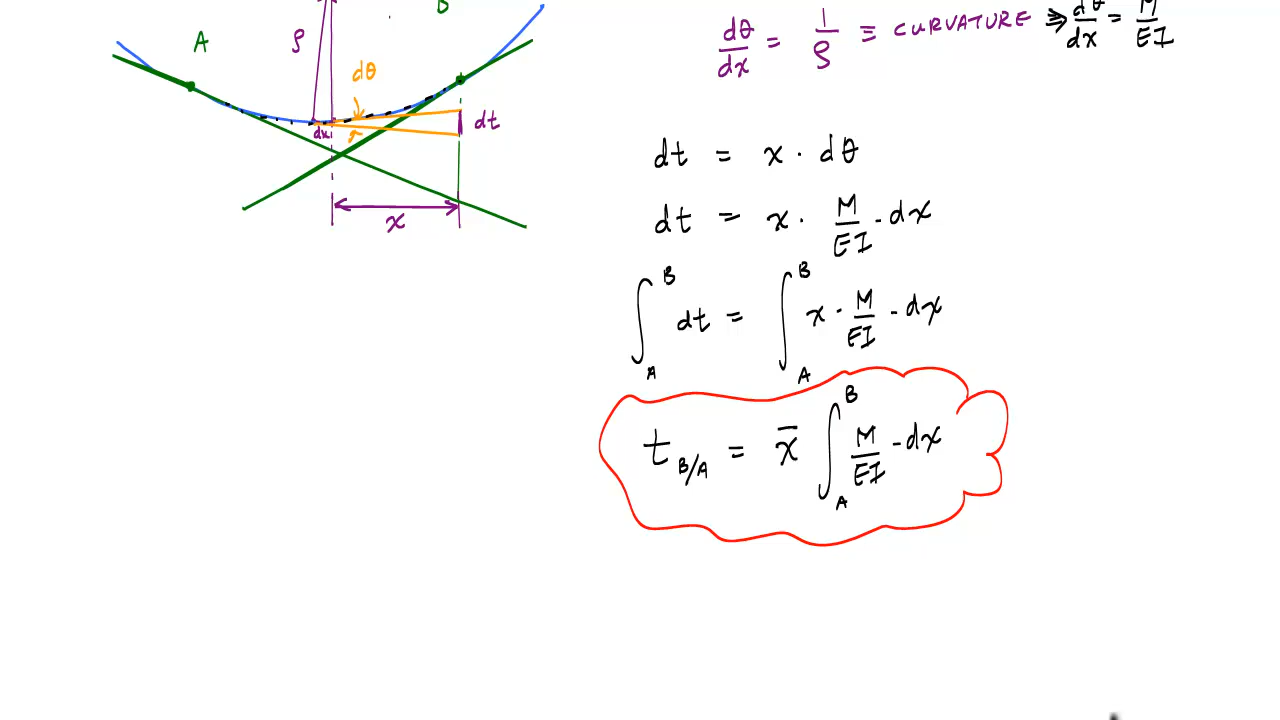 A
B
ρ
dθ
dx
dt
x
dθ/dx = 1/ρ ≡ CURVATURE ⇒ dθ/dx = M/EI
dt = x · dθ
dt = x · M/EI · dx
∫_A^B dt = ∫_A^B x · M/EI · dx
t_B/A = x̄ ∫_A^B M/EI · dx